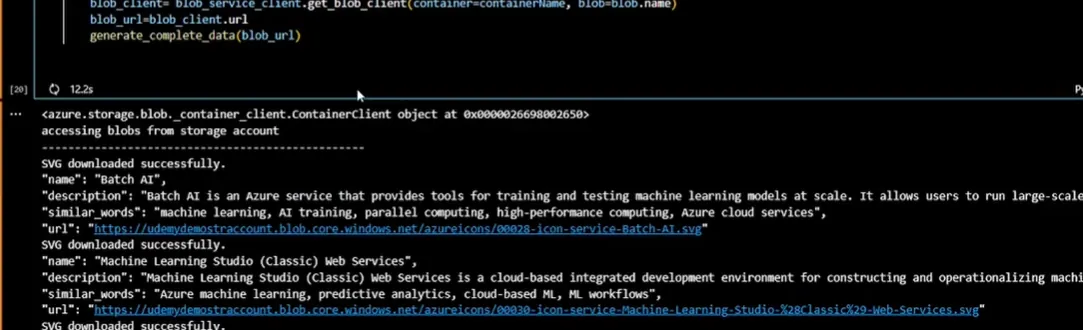 blob_client= blob_service_client.get_blob_client(container=containerName, blob=blob.name)
blob_url=blob_client.url
generate_complete_data(blob_url)
[20] 12.2s Py
... <azure.storage.blob._container_client.ContainerClient object at 0x0000026698002650>
accessing blobs from storage account
------------------------------------------------
SVG downloaded successfully.
"name": "Batch AI",
"description": "Batch AI is an Azure service that provides tools for training and testing machine learning models at scale. It allows users to run large-scale
"similar_words": "machine learning, AI training, parallel computing, high-performance computing, Azure cloud services",
"url": "https://udemydemostraccount.blob.core.windows.net/azureicons/00028-icon-service-Batch-AI.svg"
SVG downloaded successfully.
"name": "Machine Learning Studio (Classic) Web Services",
"description": "Machine Learning Studio (Classic) Web Services is a cloud-based integrated development environment for constructing and operationalizing machi
"similar_words": "Azure machine learning, predictive analytics, cloud-based ML, ML workflows",
"url": "https://udemydemostraccount.blob.core.windows.net/azureicons/00030-icon-service-Machine-Learning-Studio-%28Classic%29-Web-Services.svg"
SVG downloaded successfully.